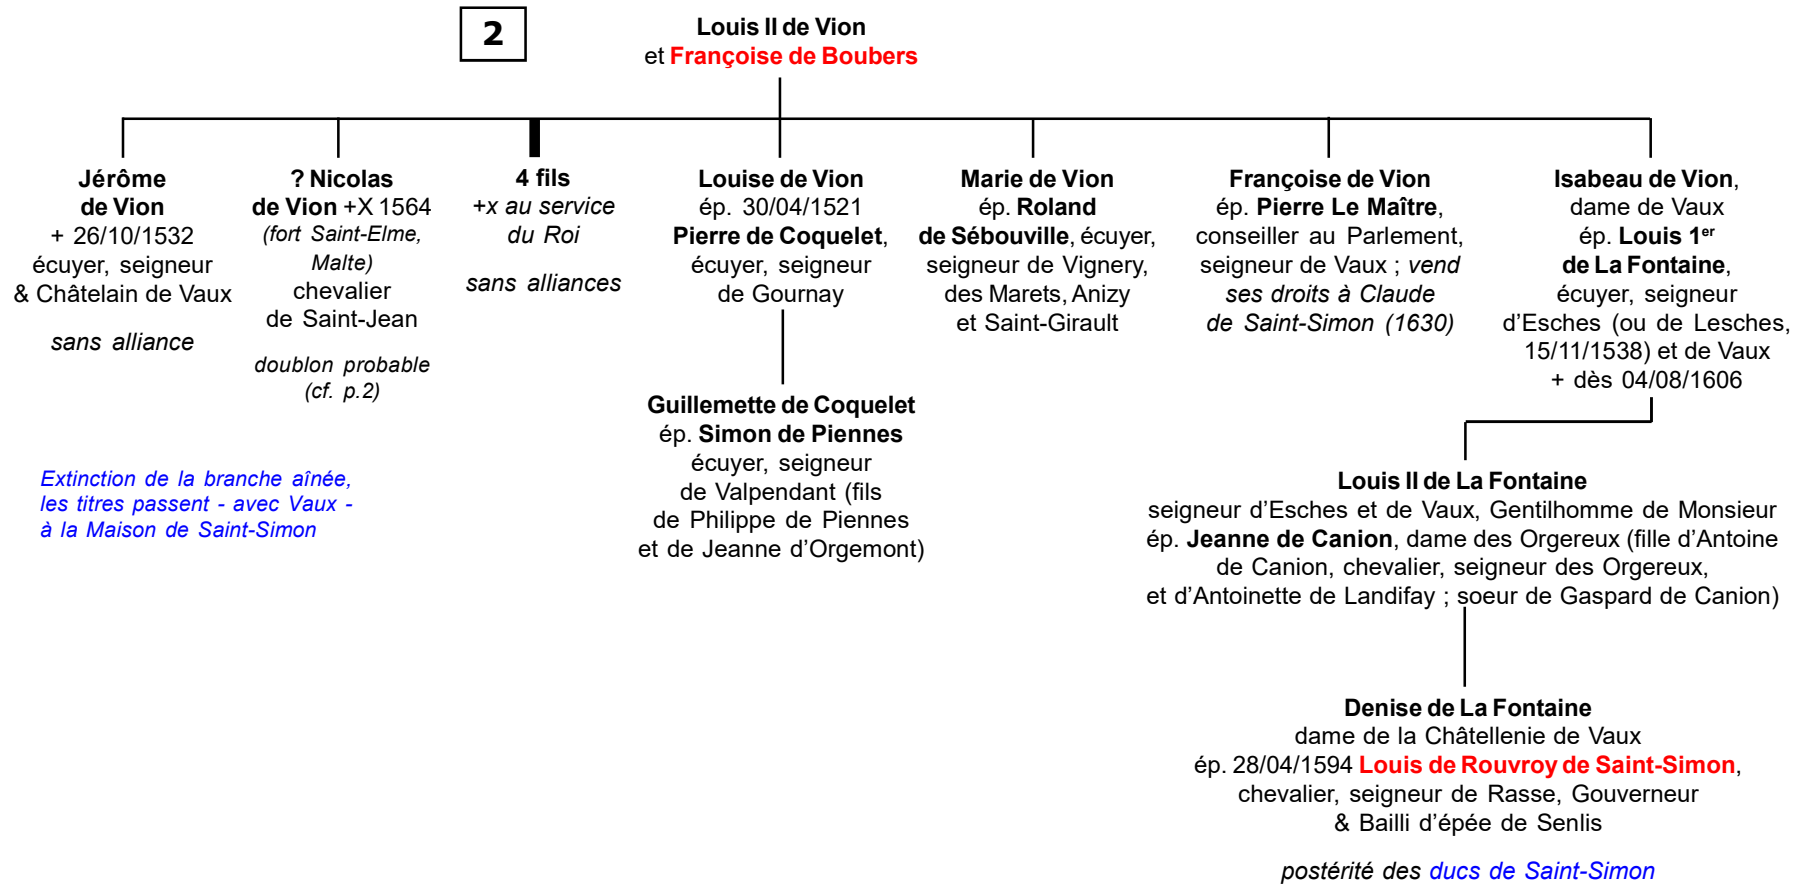 2
Louis II de Vion
et Françoise de Boubers
Jérôme
de Vion
+ 26/10/1532
écuyer, seigneur
& Châtelain de Vaux
sans alliance
? Nicolas
de Vion +X 1564
(fort Saint-Elme,
Malte)
chevalier
de Saint-Jean
doublon probable
(cf. p.2)
4 fils
+x au service
du Roi
sans alliances
Louise de Vion
ép. 30/04/1521
Pierre de Coquelet,
écuyer, seigneur
de Gournay
Marie de Vion
ép. Roland
de Sébouville, écuyer,
seigneur de Vignery,
des Marets, Anizy
et Saint-Girault
Françoise de Vion
ép. Pierre Le Maître,
conseiller au Parlement,
seigneur de Vaux ; vend
ses droits à Claude
de Saint-Simon (1630)
Isabeau de Vion,
dame de Vaux
ép. Louis 1er
de La Fontaine,
écuyer, seigneur
d'Esches (ou de Lesches,
15/11/1538) et de Vaux
+ dès 04/08/1606
Guillemette de Coquelet
ép. Simon de Piennes
écuyer, seigneur
de Valpendant (fils
de Philippe de Piennes
et de Jeanne d'Orgemont)
Extinction de la branche aînée,
les titres passent - avec Vaux -
à la Maison de Saint-Simon
Louis II de La Fontaine
seigneur d'Esches et de Vaux, Gentilhomme de Monsieur
ép. Jeanne de Canion, dame des Orgereux (fille d'Antoine
de Canion, chevalier, seigneur des Orgereux,
et d'Antoinette de Landifay ; soeur de Gaspard de Canion)
Denise de La Fontaine
dame de la Châtellenie de Vaux
ép. 28/04/1594 Louis de Rouvroy de Saint-Simon,
chevalier, seigneur de Rasse, Gouverneur
& Bailli d'épée de Senlis
postérité des ducs de Saint-Simon